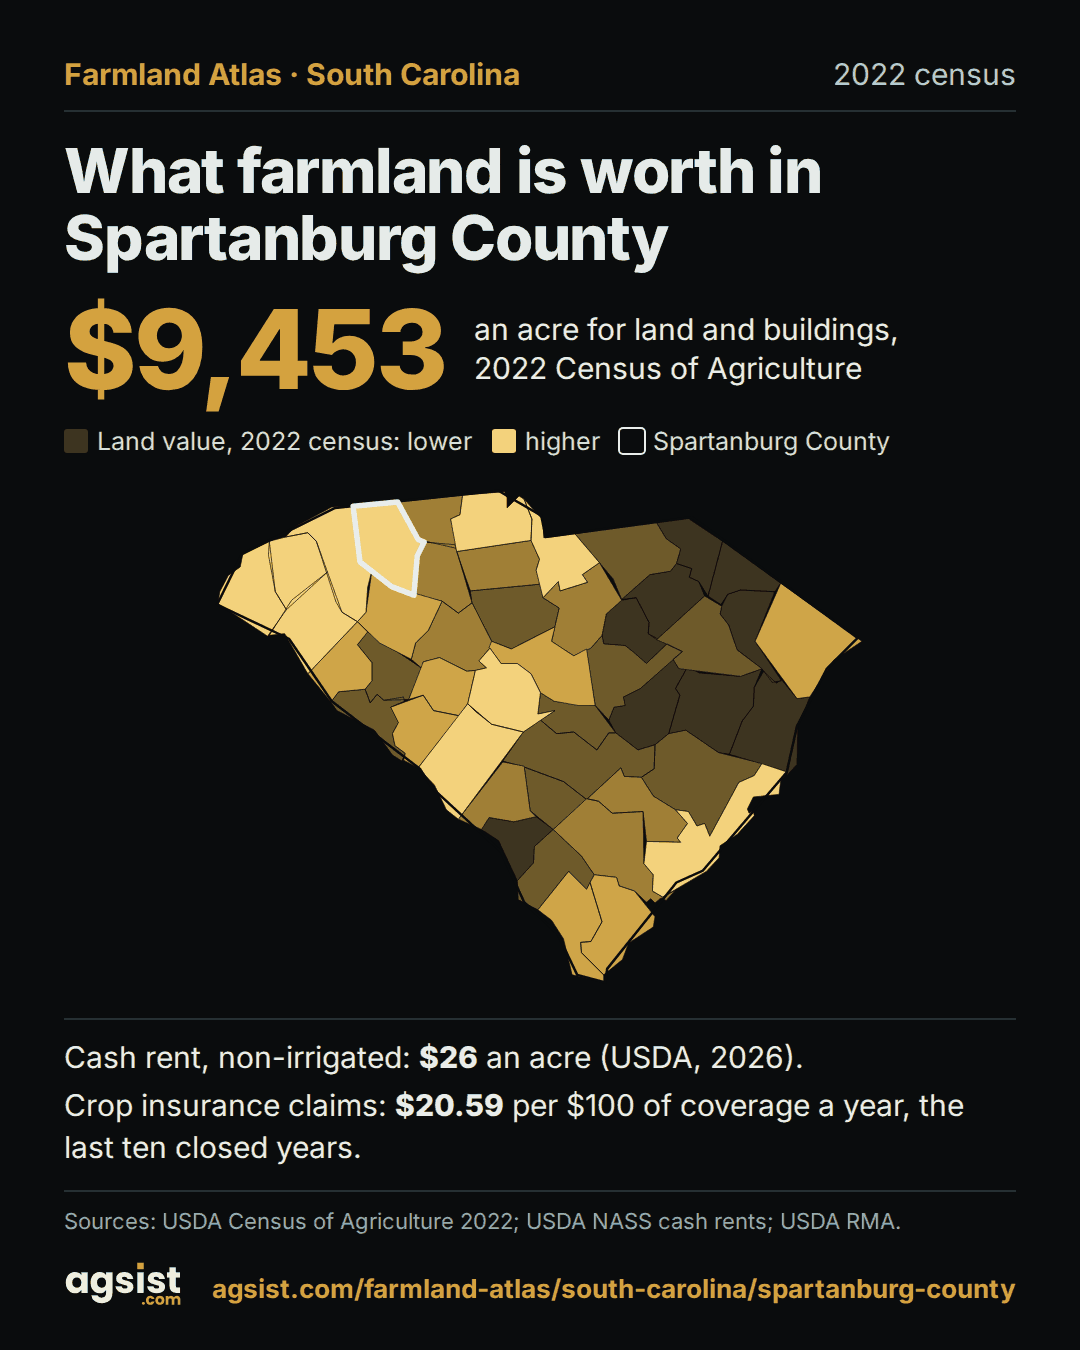 Farmland Atlas · South Carolina
2022 census
What farmland is worth in
Spartanburg County
$9,453
an acre for land and buildings,
2022 Census of Agriculture
Land value, 2022 census: lower
higher
Spartanburg County
Cash rent, non-irrigated: $26 an acre (USDA, 2026).
Crop insurance claims: $20.59 per $100 of coverage a year, the
last ten closed years.
Sources: USDA Census of Agriculture 2022; USDA NASS cash rents; USDA RMA.
agsist
.com
agsist.com/farmland-atlas/south-carolina/spartanburg-county